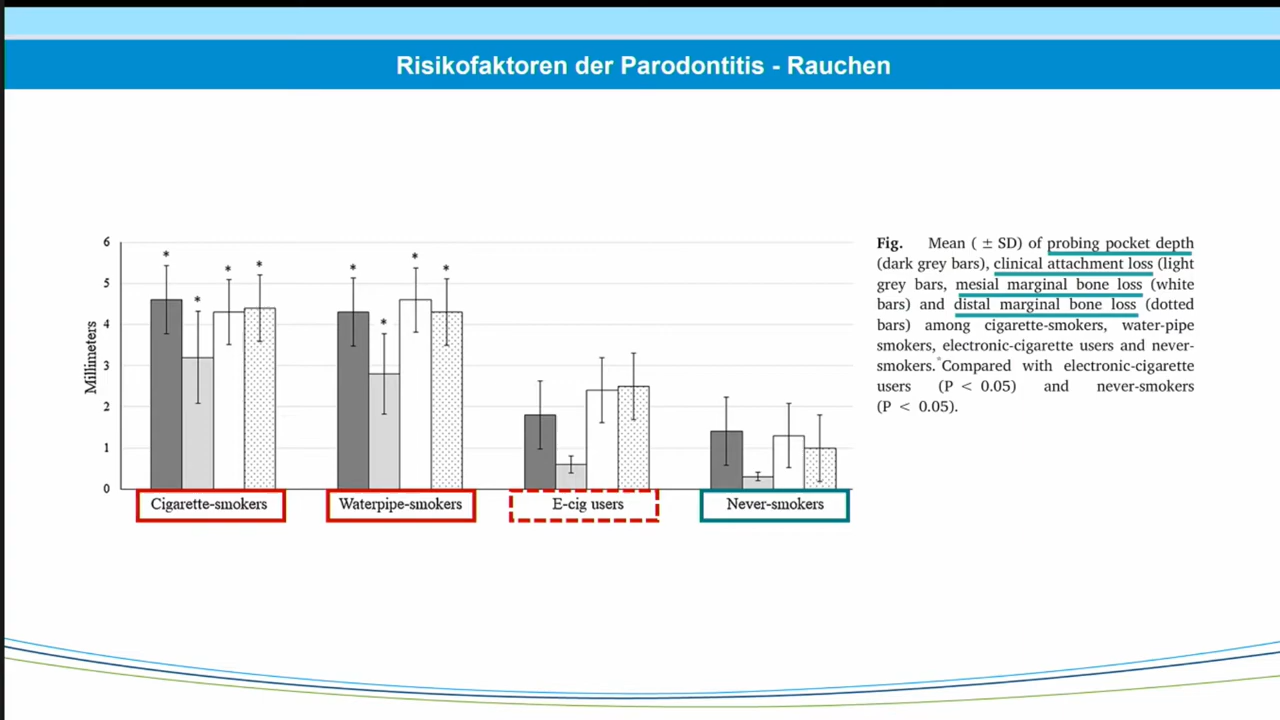 Risikofaktoren der Parodontitis - Rauchen
Millimeters
6
5
4
3
2
1
0
* * * *
* * * *
Cigarette-smokers
Waterpipe-smokers
E-cig users
Never-smokers
Fig. Mean ( ± SD) of probing pocket depth
(dark grey bars), clinical attachment loss (light
grey bars, mesial marginal bone loss (white
bars) and distal marginal bone loss (dotted
bars) among cigarette-smokers, water-pipe
smokers, electronic-cigarette users and never-
smokers.*Compared with electronic-cigarette
users (P < 0.05) and never-smokers
(P < 0.05).